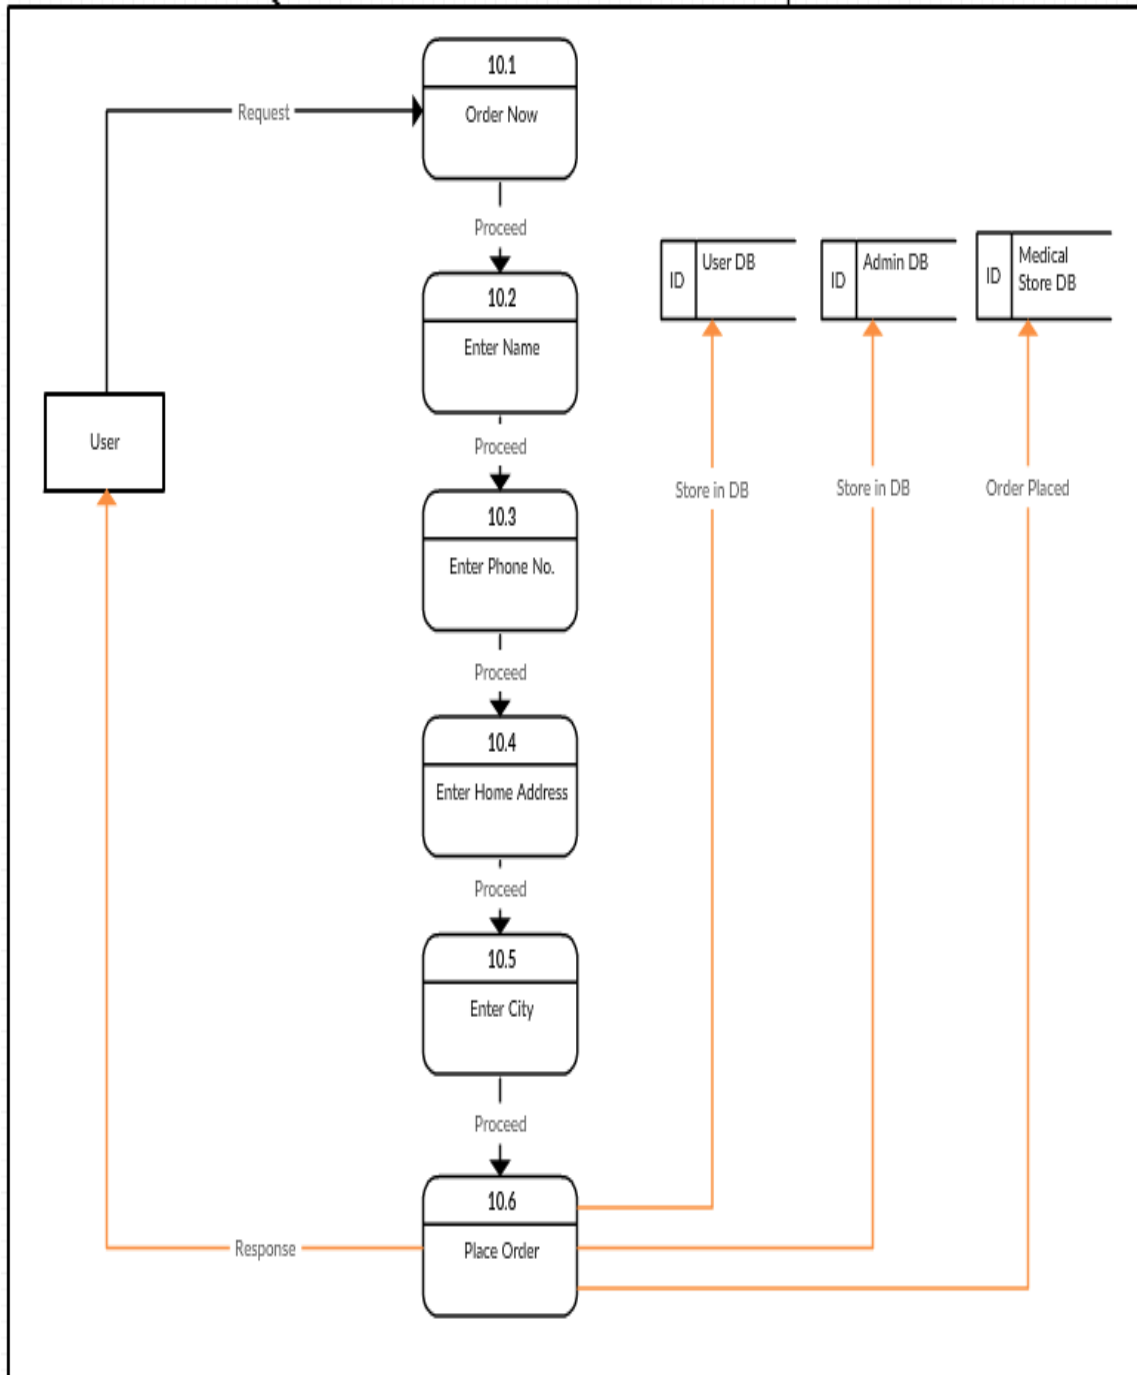 10.1
Order Now
Request
Proceed
10.2
Enter Name
ID
User DB
ID
Admin DB
ID
Medical
Store DB
User
Proceed
10.3
Enter Phone No.
Store in DB
Store in DB
Order Placed
Proceed
10.4
Enter Home Address
Proceed
10.5
Enter City
Proceed
10.6
Place Order
Response